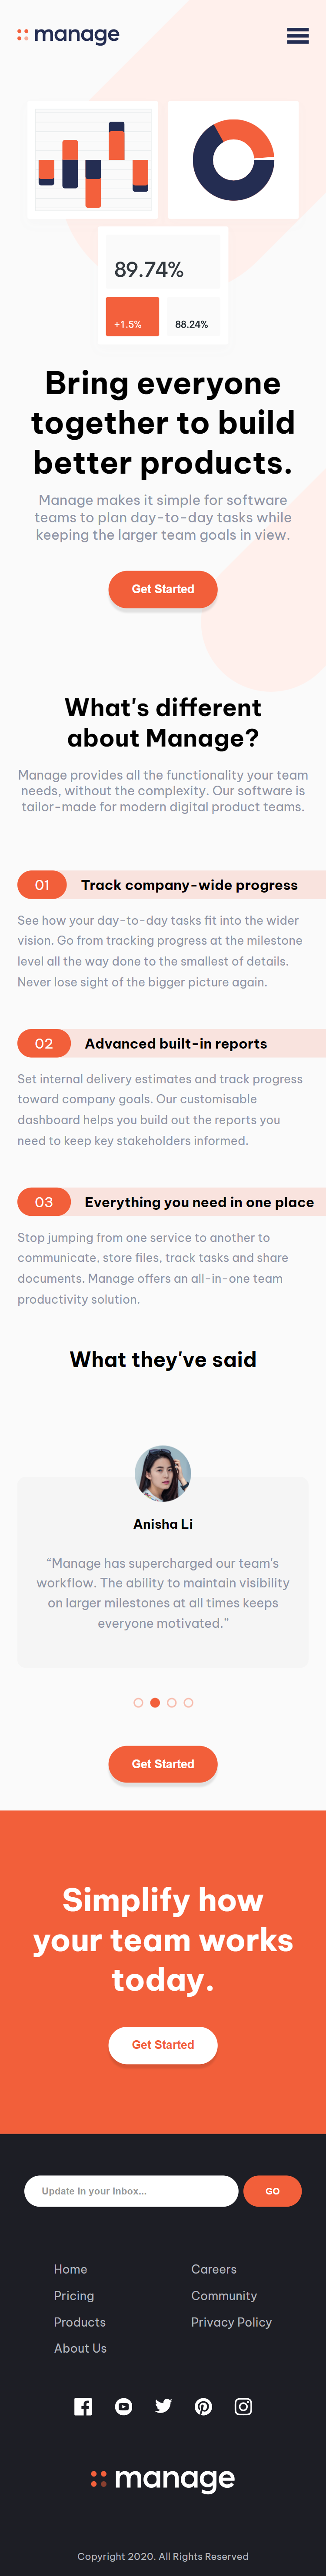 manage
89.74%
+1.5%
88.24%
Bring everyone
together to build
better products.
Manage makes it simple for software
teams to plan day-to-day tasks while
keeping the larger team goals in view.
Get Started
What's different
about Manage?
Manage provides all the functionality your team
needs, without the complexity. Our software is
tailor-made for modern digital product teams.
01
Track company-wide progress
See how your day-to-day tasks fit into the wider
vision. Go from tracking progress at the milestone
level all the way done to the smallest of details.
Never lose sight of the bigger picture again.
02
Advanced built-in reports
Set internal delivery estimates and track progress
toward company goals. Our customisable
dashboard helps you build out the reports you
need to keep key stakeholders informed.
03
Everything you need in one place
Stop jumping from one service to another to
communicate, store files, track tasks and share
documents. Manage offers an all-in-one team
productivity solution.
What they've said
Anisha Li
“Manage has supercharged our team's
workflow. The ability to maintain visibility
on larger milestones at all times keeps
everyone motivated.”
Get Started
Simplify how
your team works
today.
Get Started
Update in your inbox...
GO
Home
Careers
Pricing
Community
Products
Privacy Policy
About Us
manage
Copyright 2020. All Rights Reserved